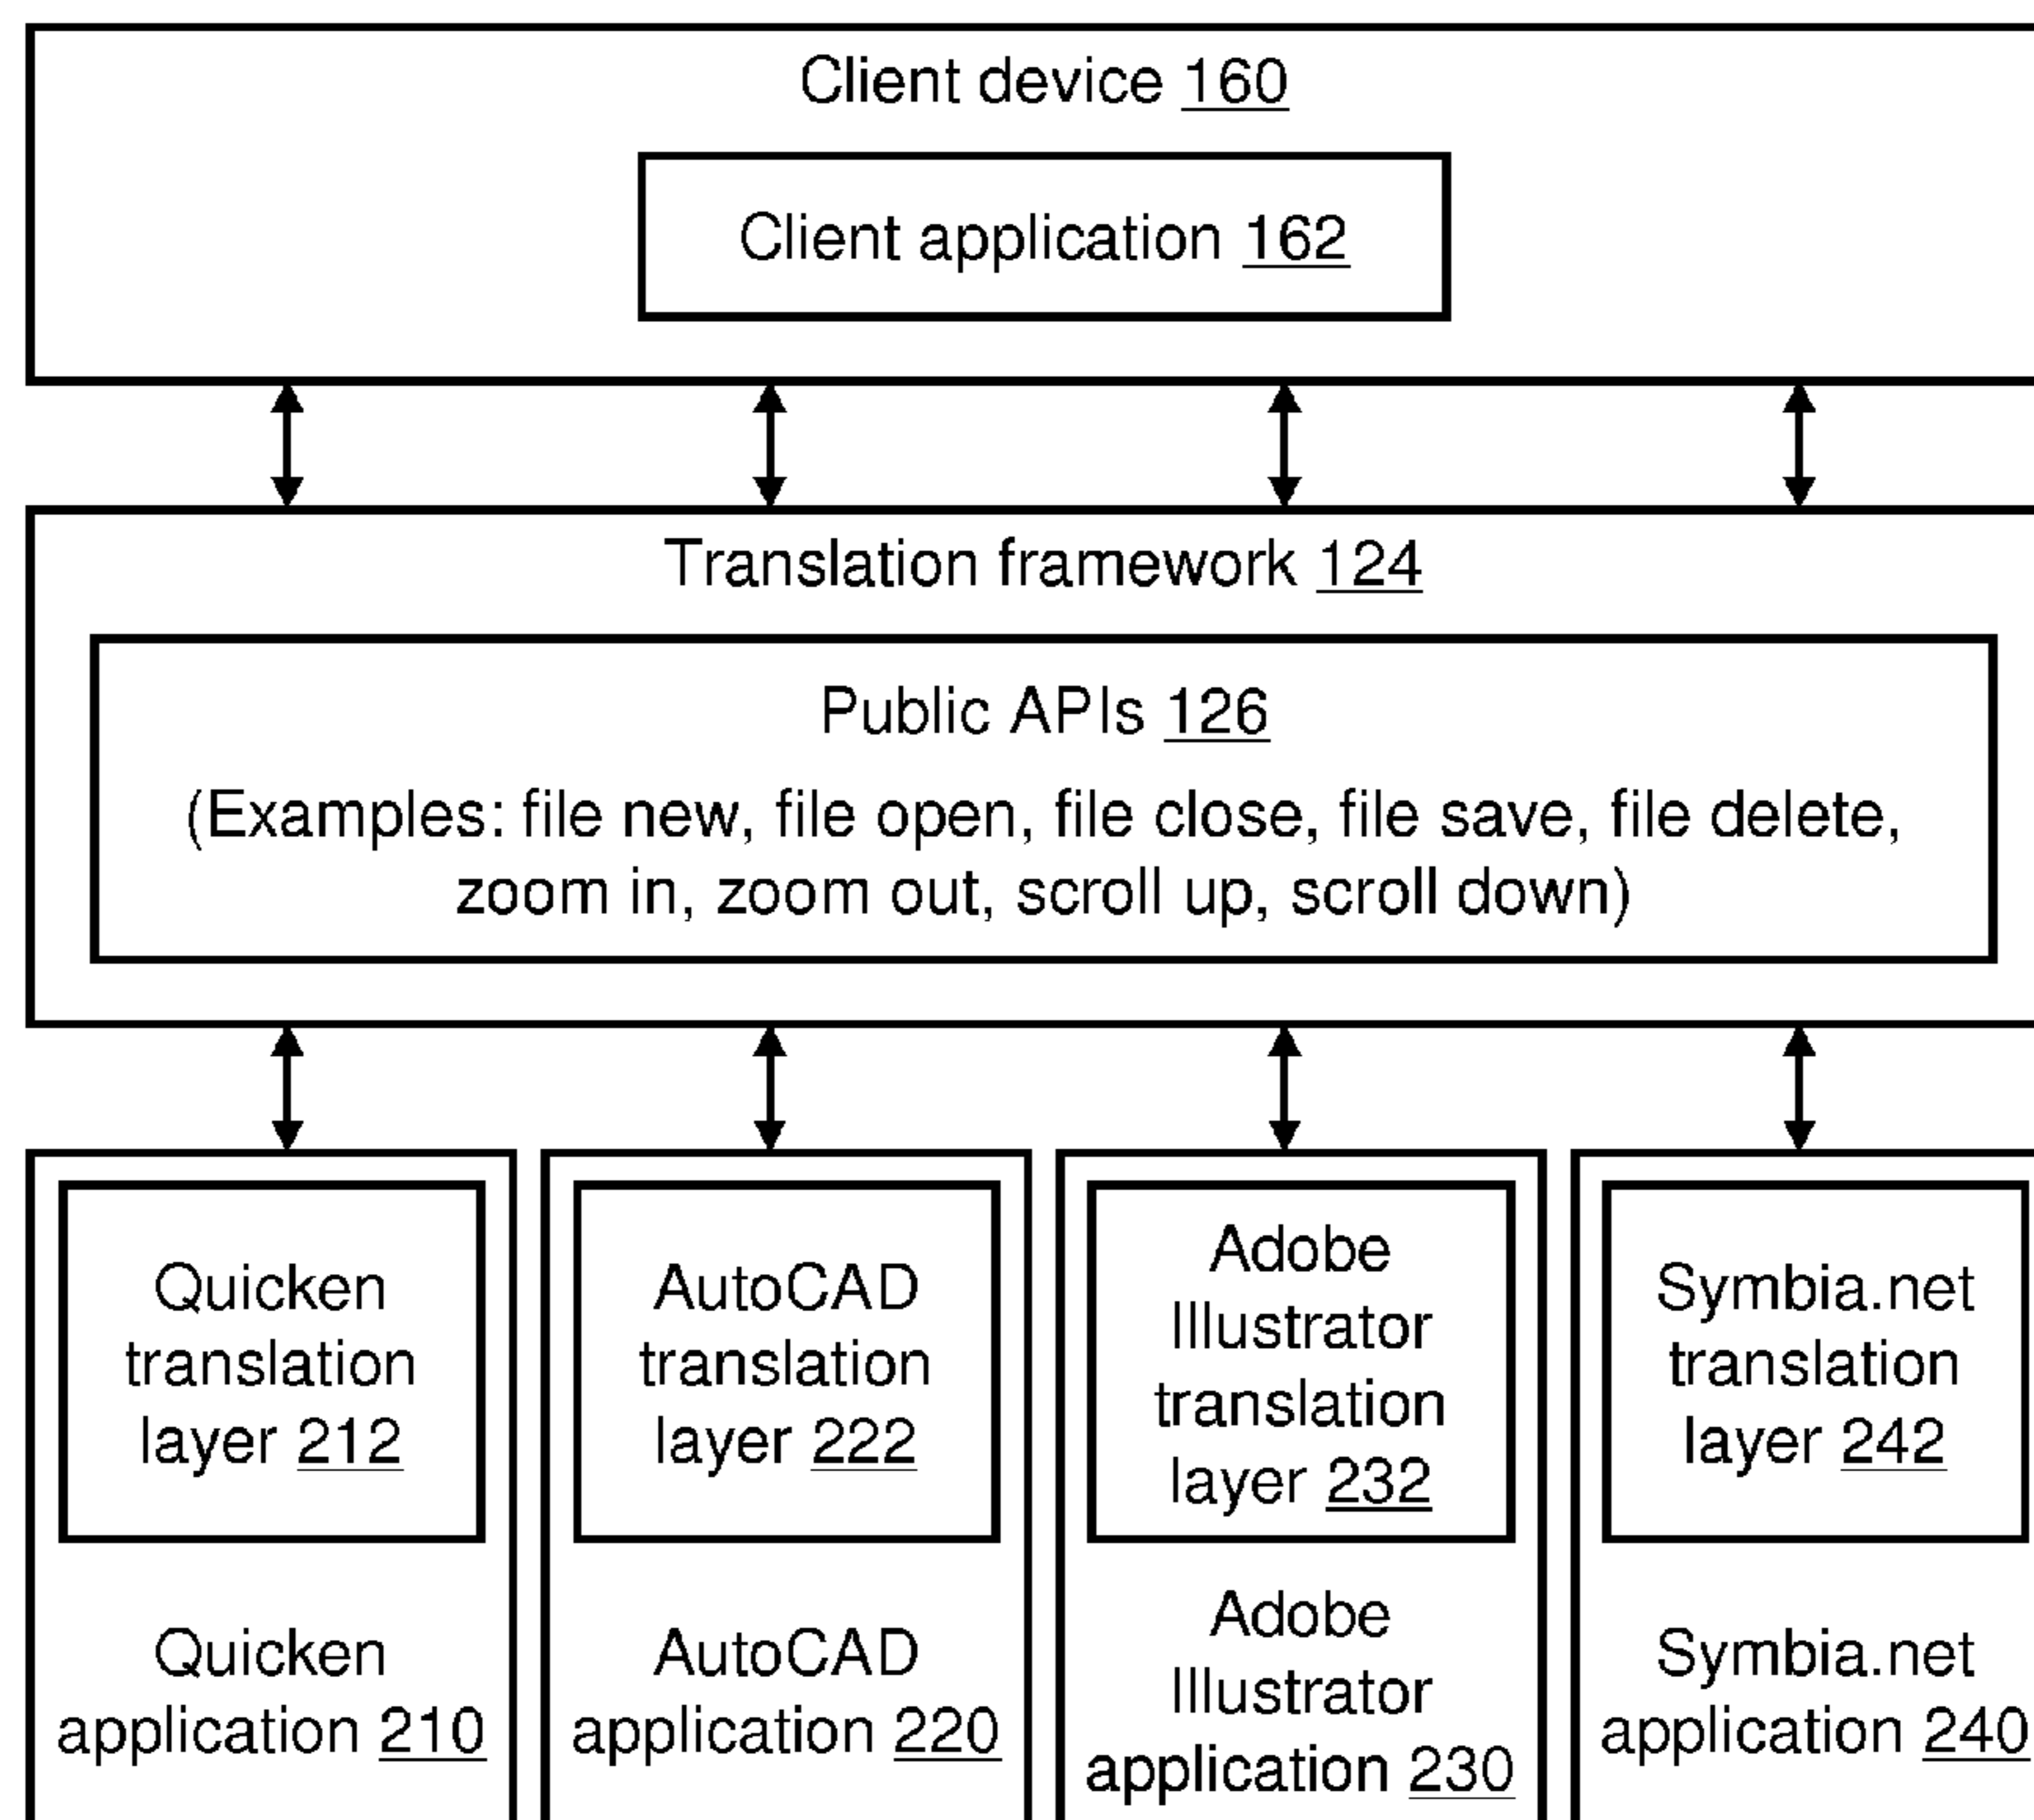 Client device 160
Client application 162
Translation framework 124
Public APIs 126
(Examples: file new, file open, file close, file save, file delete,
zoom in, zoom out, scroll up, scroll down)
Quicken
translation
layer 212
Quicken
application 210
AutoCAD
translation
layer 222
AutoCAD
application 220
Adobe
Illustrator
translation
layer 232
Adobe
Illustrator
application 230
Symbia.net
translation
layer 242
Symbia.net
application 240